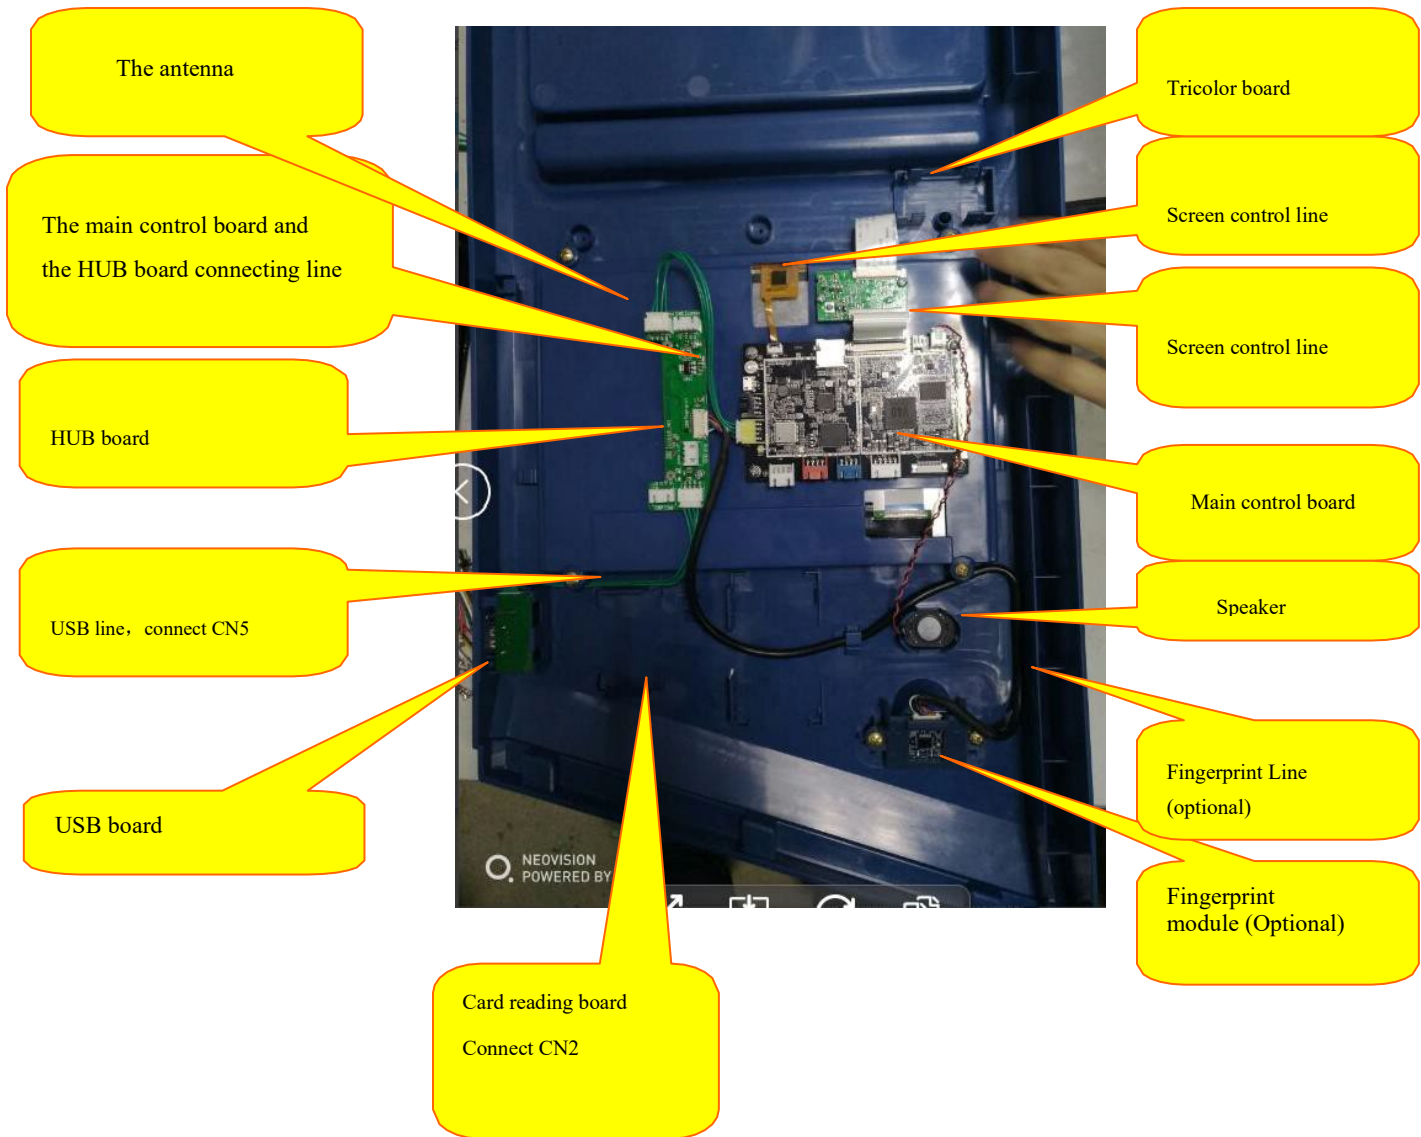 The antenna
Tricolor board
The main control board and
the HUB board connecting line
Screen control line
Screen control line
HUB board
Main control board
USB line，connect CN5
Speaker
USB board
Fingerprint Line
(optional)
Fingerprint
module (Optional)
NEOVISION
POWERED BY
Card reading board
Connect CN2